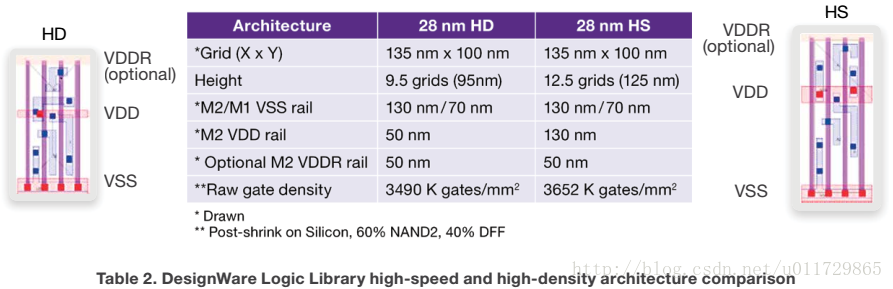 HD
VDDR
(optional)
VDD
VSS
Architecture 28 nm HD 28 nm HS
*Grid (X x Y) 135 nm x 100 nm 135 nm x 100 nm
Height 9.5 grids (95nm) 12.5 grids (125 nm)
*M2/M1 VSS rail 130 nm/70 nm 130 nm/70 nm
*M2 VDD rail 50 nm 130 nm
* Optional M2 VDDR rail 50 nm 50 nm
**Raw gate density 3490 K gates/mm² 3652 K gates/mm²
* Drawn
** Post-shrink on Silicon, 60% NAND2, 40% DFF
HS
VDDR
(optional)
VDD
VSS
http://blog.csdn.net/u011729865
Table 2. DesignWare Logic Library high-speed and high-density architecture comparison